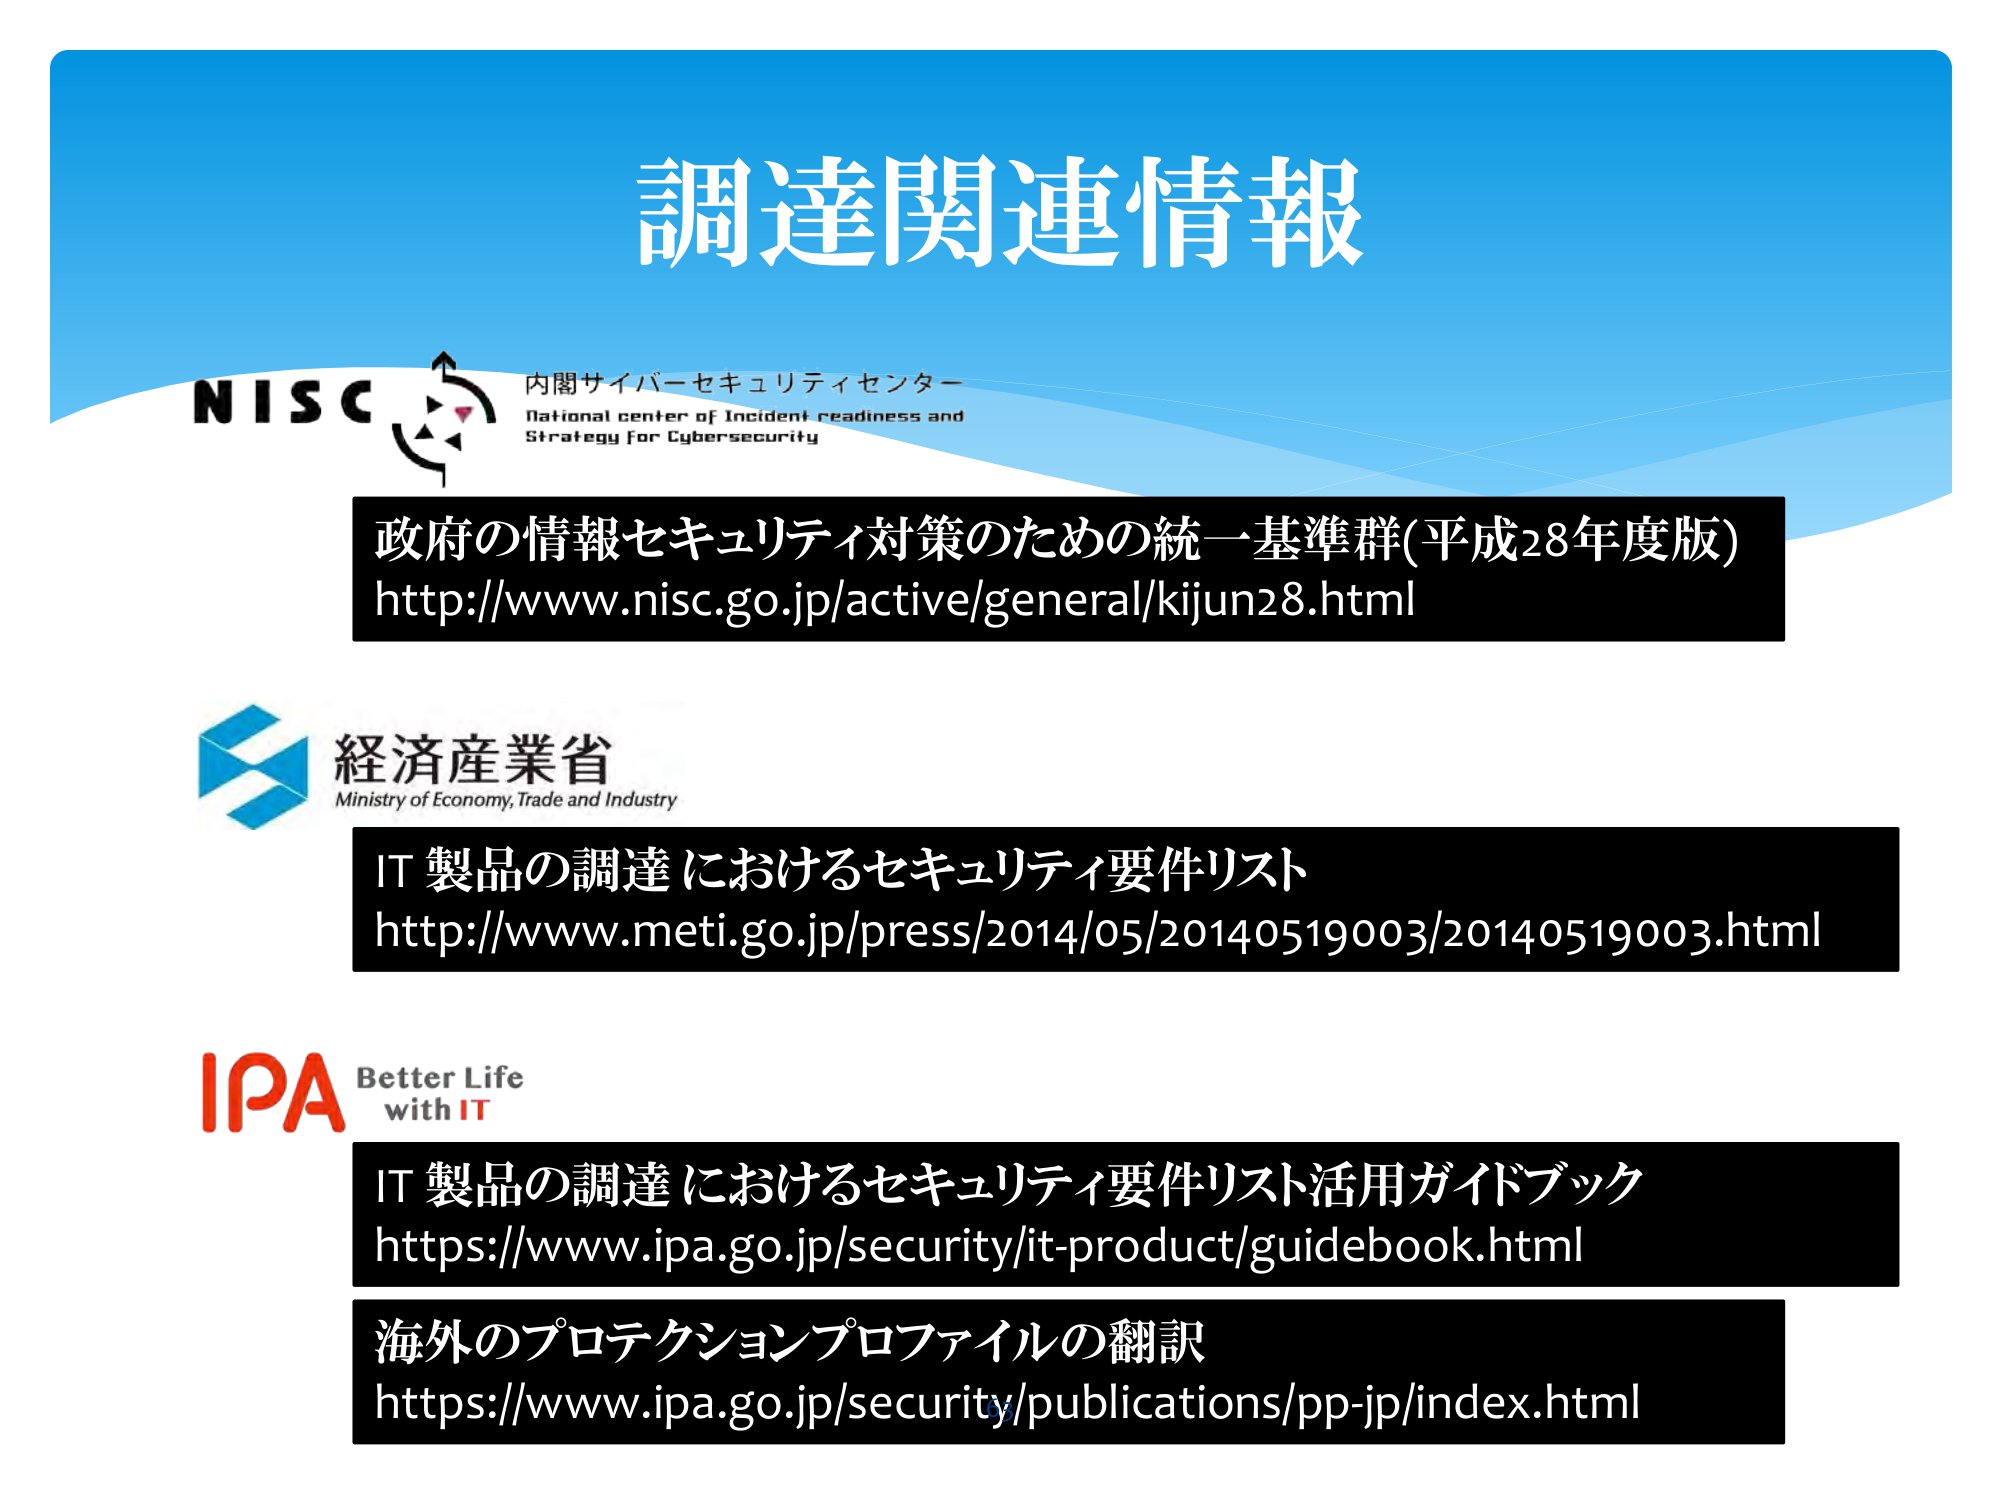 調達関連情報
NISC
内閣サイバーセキュリティセンター
National center of Incident readiness and
Strategy for Cybersecurity
政府の情報セキュリティ対策のための統一基準群(平成28年度版)
http://www.nisc.go.jp/active/general/kijun28.html
経済産業省
Ministry of Economy, Trade and Industry
IT 製品の調達 におけるセキュリティ要件リスト
http://www.meti.go.jp/press/2014/05/20140519003/20140519003.html
IPA
Better Life
with IT
IT 製品の調達 におけるセキュリティ要件リスト活用ガイドブック
https://www.ipa.go.jp/security/it-product/guidebook.html
海外のプロテクションプロファイルの翻訳
https://www.ipa.go.jp/security/publications/pp-jp/index.html
63